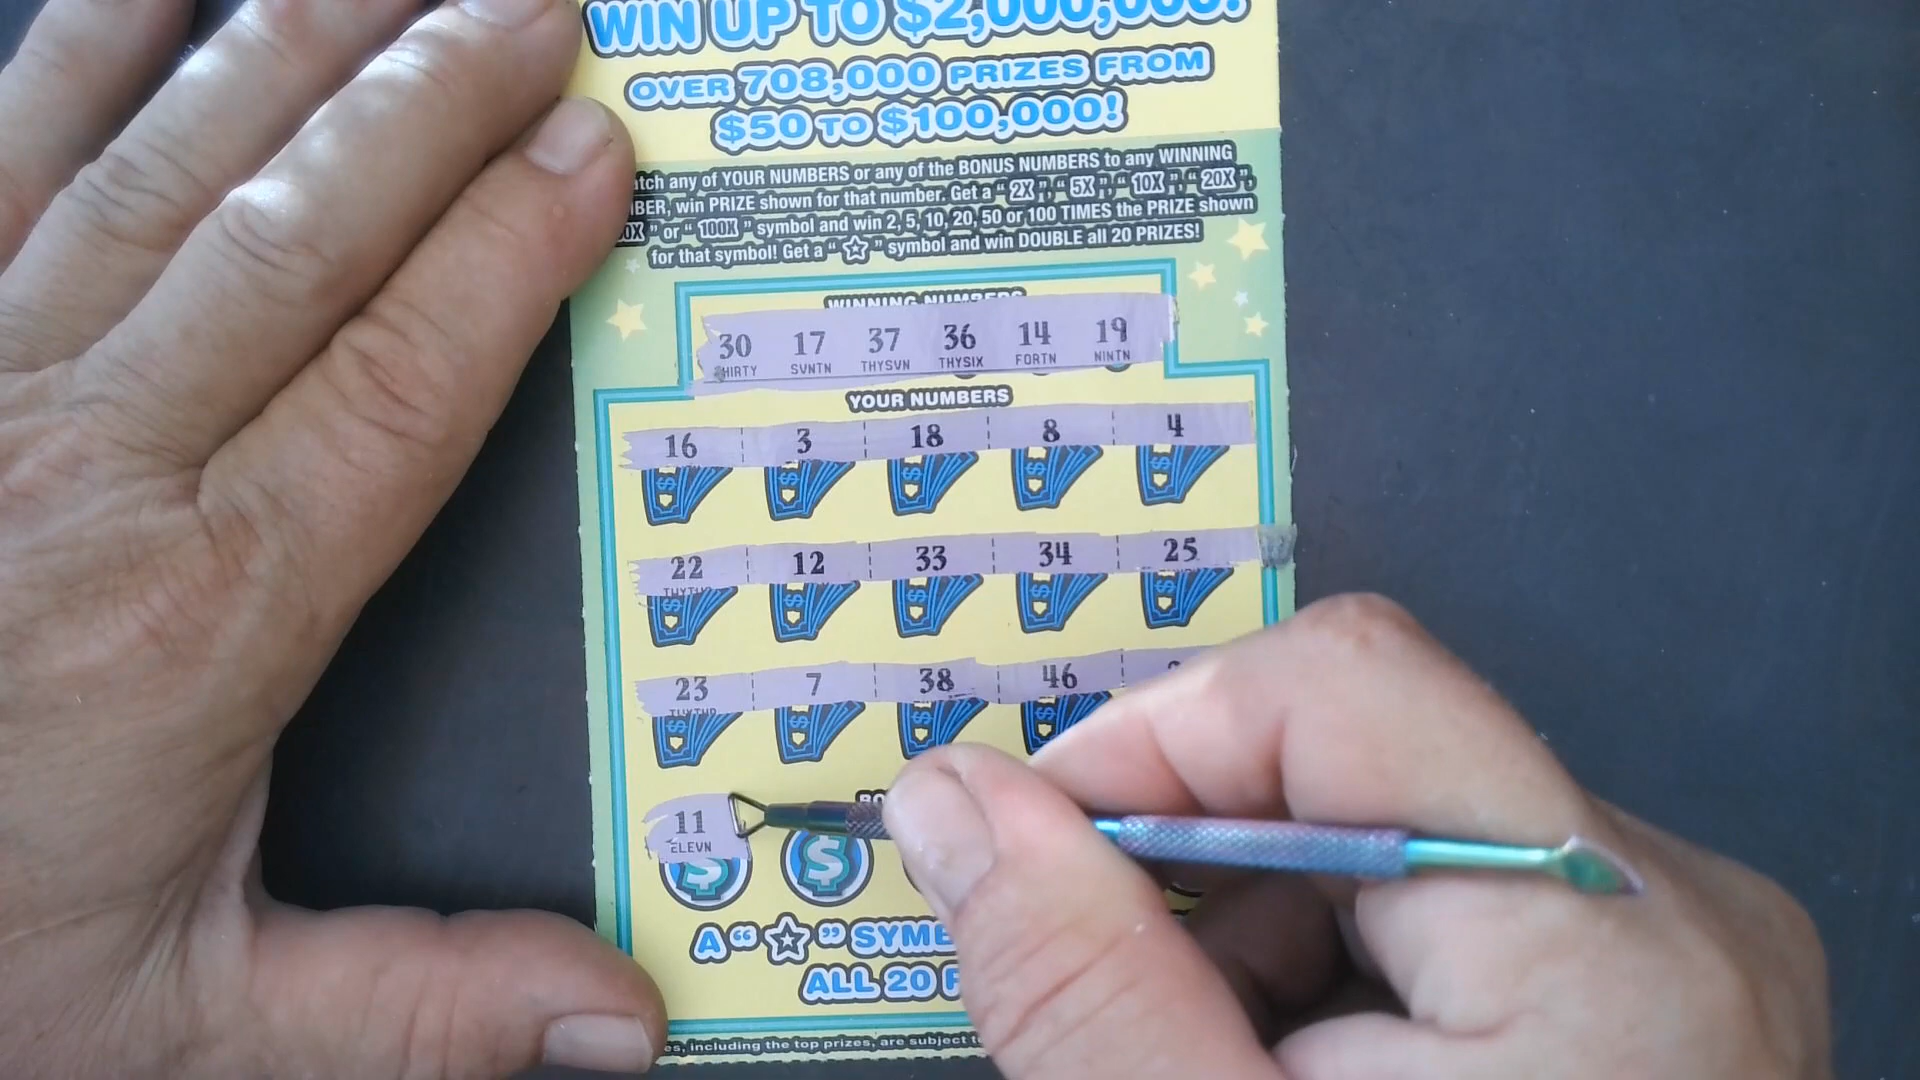 WIN UP TO $2,000,000!
OVER 708,000 PRIZES FROM
$50 TO $100,000!
any of YOUR NUMBERS or any of the BONUS NUMBERS to any WINNING
win PRIZE shown for that number. Get a "2X", "5X", "10X", "20X",
or "100X" symbol and win 2, 5, 10, 20, 50 or 100 TIMES the PRIZE shown
for that symbol! Get a "☆" symbol and win DOUBLE all 20 PRIZES!
WINNING NUMBERS
30 17 37 36 14 19
SVNTN THYSVN THYSIX FORTN NINTN
YOUR NUMBERS
16 3 18 8 4
22 12 33 34 25
23 7 38 46
11
ELEVN
A "☆"
ALL 20
including the top prizes, are subject